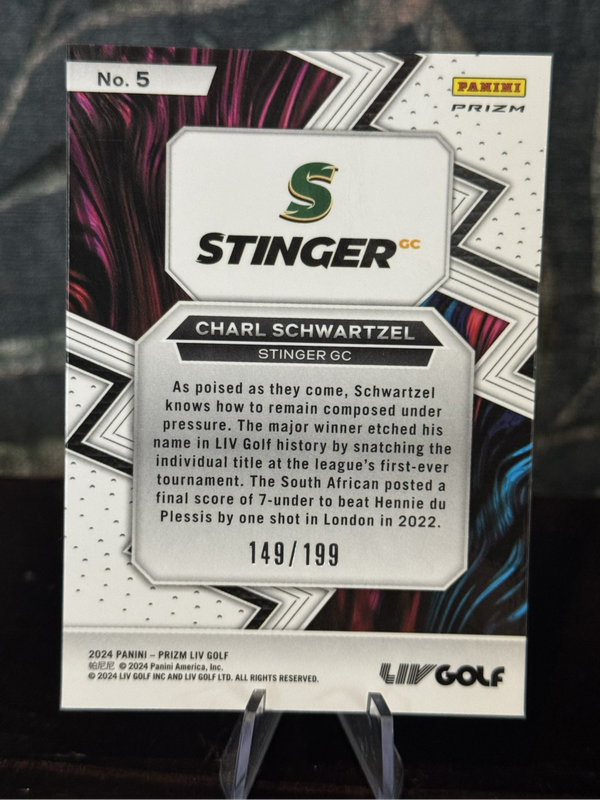 No. 5
PANINI
PRIZM
S
STINGER GC
CHARL SCHWARTZEL
STINGER GC
As poised as they come, Schwartzel
knows how to remain composed under
pressure. The major winner etched his
name in LIV Golf history by snatching the
individual title at the league's first-ever
tournament. The South African posted a
final score of 7-under to beat Hennie du
Plessis by one shot in London in 2022.
149/199
2024 PANINI – PRIZM LIV GOLF
帕尼尼 © 2024 Panini America, Inc.
© 2024 LIV GOLF INC AND LIV GOLF LTD. ALL RIGHTS RESERVED.
LIV GOLF